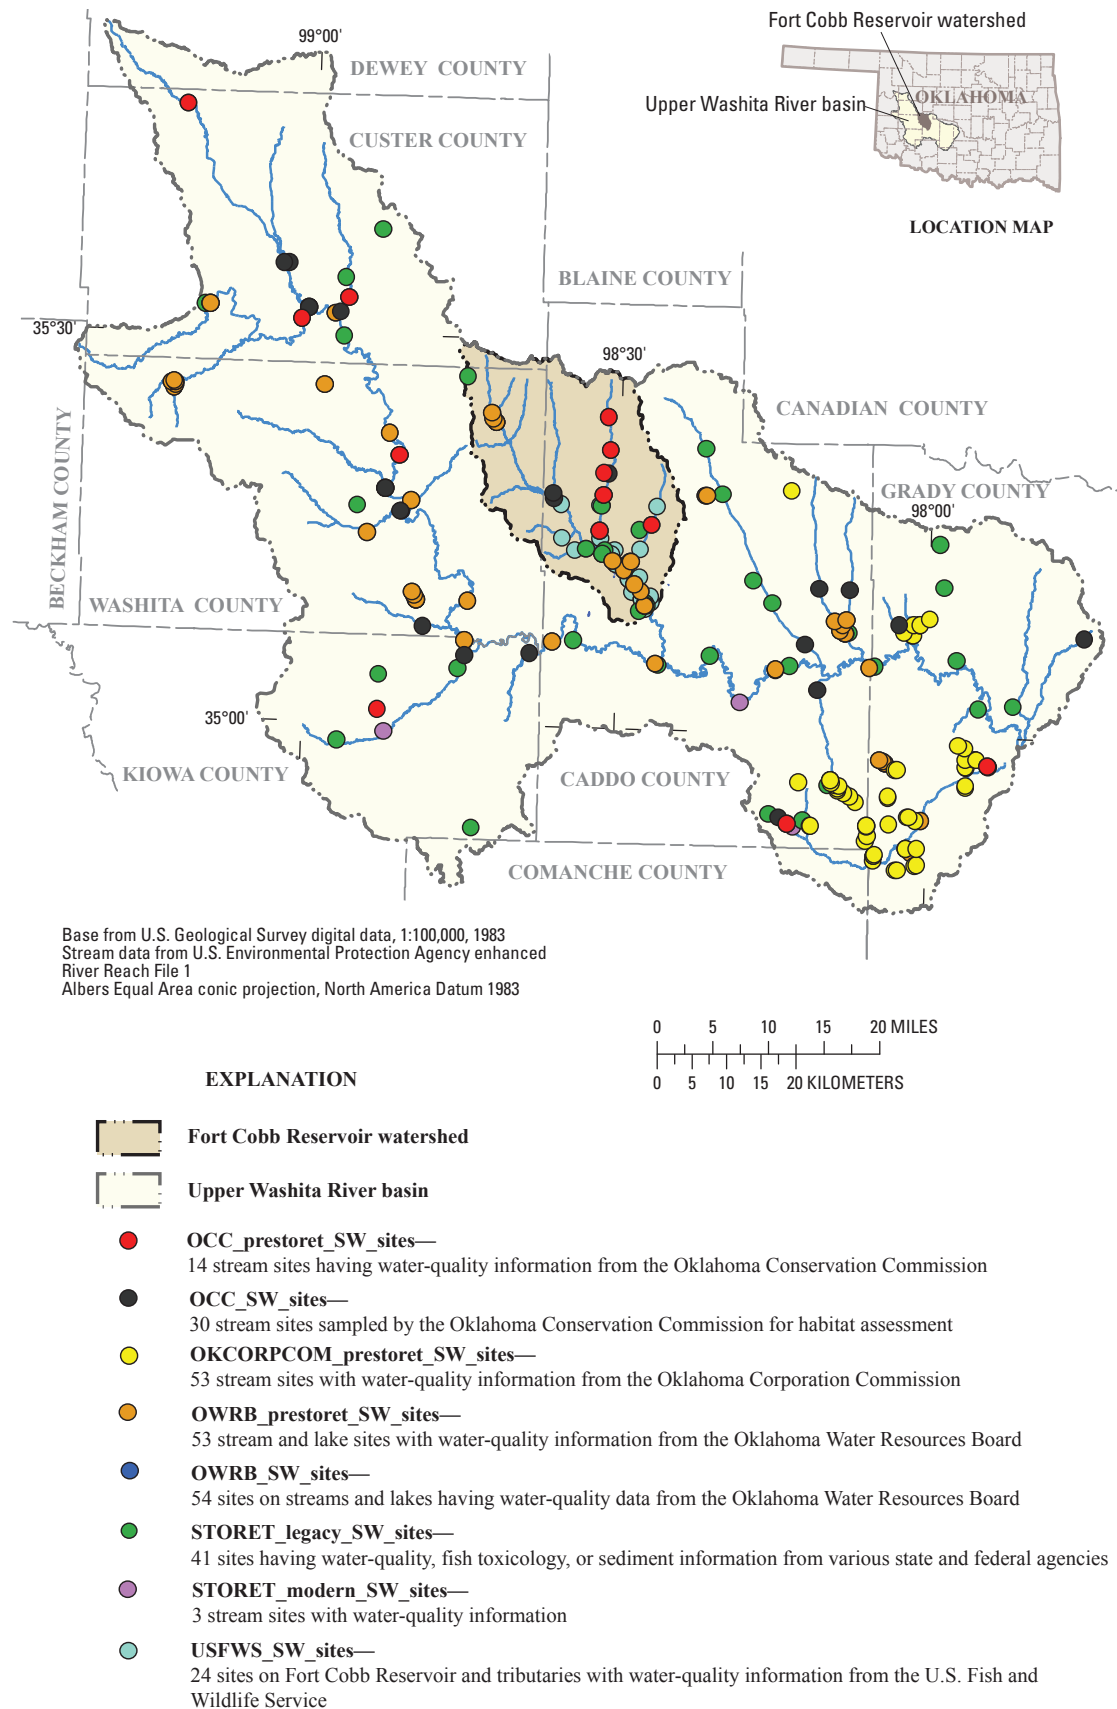 Fort Cobb Reservoir watershed
99°00'
DEWEY COUNTY
Upper Washita River basin
OKLAHOMA
CUSTER COUNTY
LOCATION MAP
BLAINE COUNTY
35°30'
98°30'
CANADIAN COUNTY
BECKHAM COUNTY
GRADY COUNTY
98°00'
WASHITA COUNTY
35°00'
KIOWA COUNTY
CADDO COUNTY
COMANCHE COUNTY
Base from U.S. Geological Survey digital data, 1:100,000, 1983
Stream data from U.S. Environmental Protection Agency enhanced
River Reach File 1
Albers Equal Area conic projection, North America Datum 1983
0 5 10 15 20 MILES
0 5 10 15 20 KILOMETERS
EXPLANATION
Fort Cobb Reservoir watershed
Upper Washita River basin
OCC_prestoret_SW_sites—
14 stream sites having water-quality information from the Oklahoma Conservation Commission
OCC_SW_sites—
30 stream sites sampled by the Oklahoma Conservation Commission for habitat assessment
OKCORPCOM_prestoret_SW_sites—
53 stream sites with water-quality information from the Oklahoma Corporation Commission
OWRB_prestoret_SW_sites—
53 stream and lake sites with water-quality information from the Oklahoma Water Resources Board
OWRB_SW_sites—
54 sites on streams and lakes having water-quality data from the Oklahoma Water Resources Board
STORET_legacy_SW_sites—
41 sites having water-quality, fish toxicology, or sediment information from various state and federal agencies
STORET_modern_SW_sites—
3 stream sites with water-quality information
USFWS_SW_sites—
24 sites on Fort Cobb Reservoir and tributaries with water-quality information from the U.S. Fish and
Wildlife Service